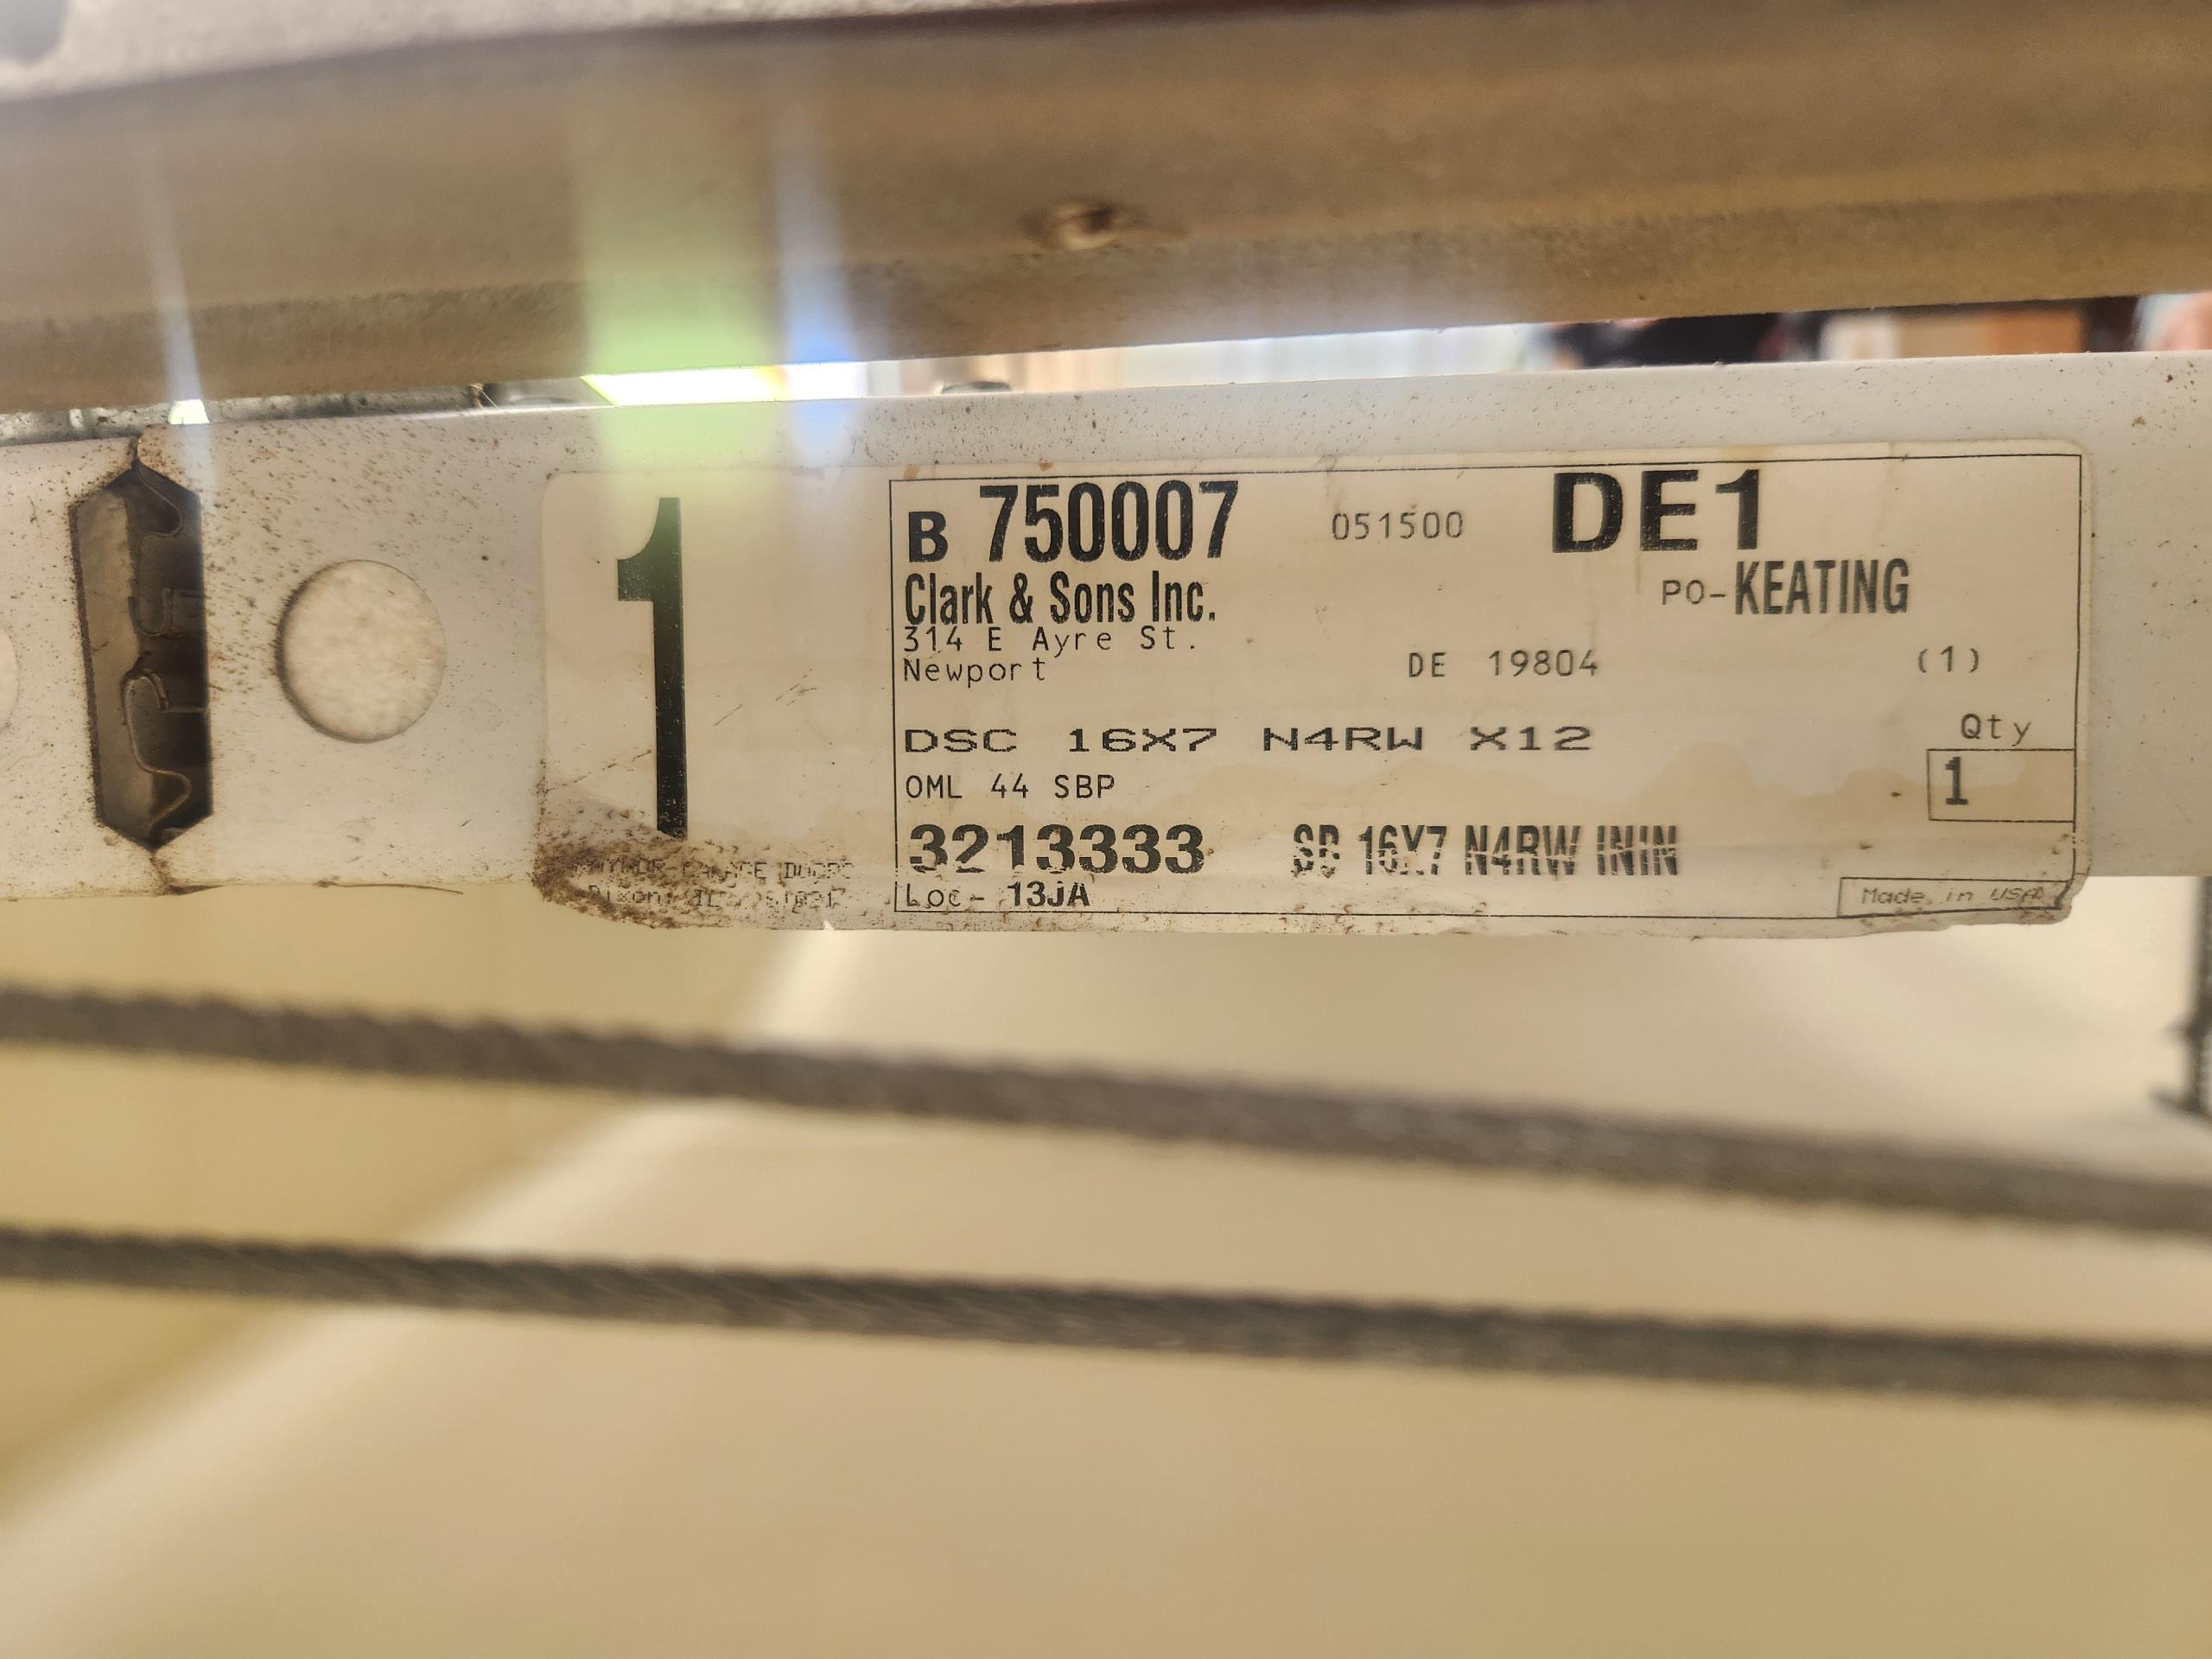 1
B 750007 051500 DE1
Clark & Sons Inc. PO-KEATING
314 E Ayre St.
Newport DE 19804 (1)
DSC 16X7 N4RW X12 Qty
OML 44 SBP 1
3213333 16X7 N4RW ININ
Loc- 13JA Made in USA
DOORS